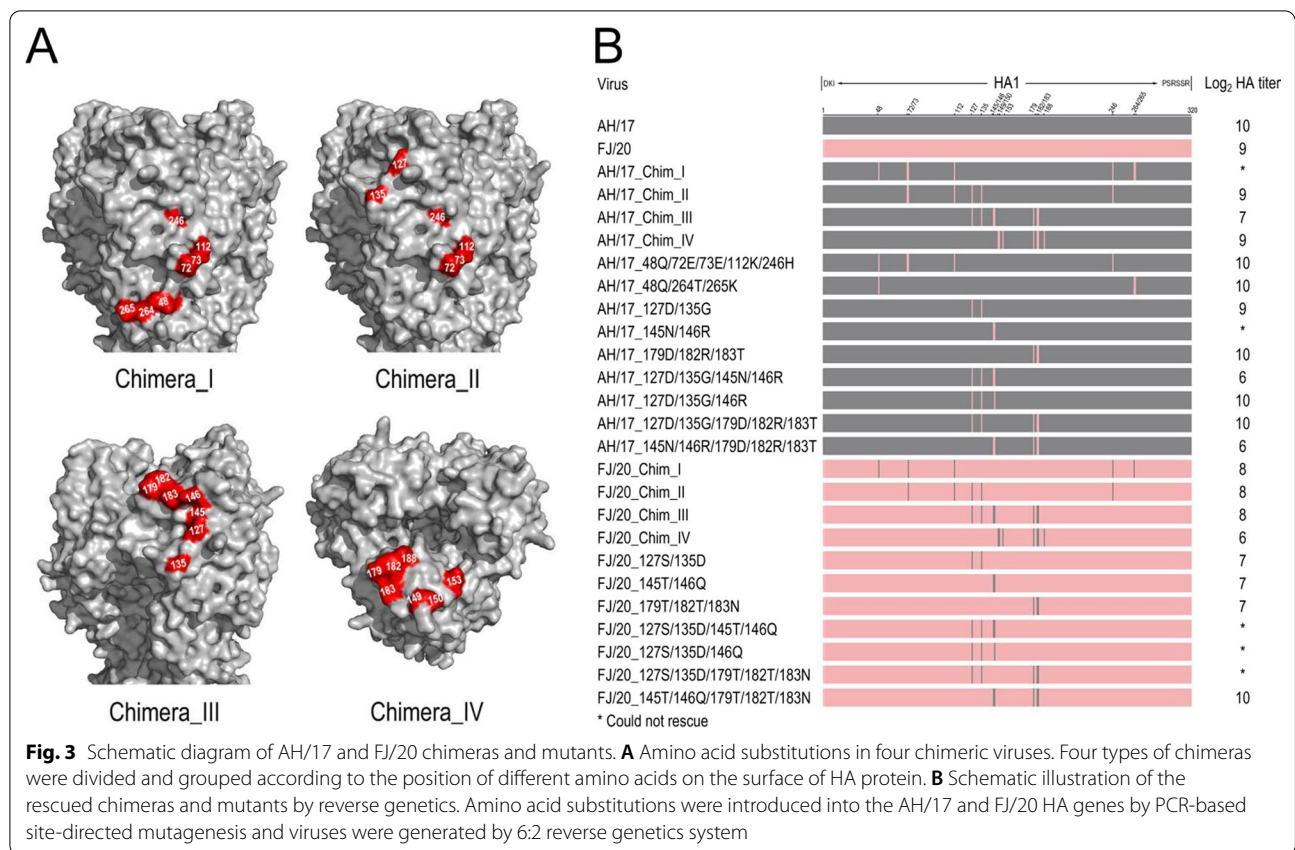 A
127
135
246
246
112
73
72
112
73
72
265
264
48
Chimera_I
Chimera_II
182
179
183
146
145
127
135
188
179
182
153
183
149
150
Chimera_III
Chimera_IV
B
Virus
DKI HA1 PSRSSR
Log₂ HA titer
1 48 72/73 112 127 135 145/146 149/150 153 179 182/183 188 246 264/265 320
AH/17 10
FJ/20 9
AH/17_Chim_I *
AH/17_Chim_II 9
AH/17_Chim_III 7
AH/17_Chim_IV 9
AH/17_48Q/72E/73E/112K/246H 10
AH/17_48Q/264T/265K 10
AH/17_127D/135G 9
AH/17_145N/146R *
AH/17_179D/182R/183T 10
AH/17_127D/135G/145N/146R 6
AH/17_127D/135G/146R 10
AH/17_127D/135G/179D/182R/183T 10
AH/17_145N/146R/179D/182R/183T 6
FJ/20_Chim_I 8
FJ/20_Chim_II 8
FJ/20_Chim_III 8
FJ/20_Chim_IV 6
FJ/20_127S/135D 7
FJ/20_145T/146Q 7
FJ/20_179T/182T/183N 7
FJ/20_127S/135D/145T/146Q *
FJ/20_127S/135D/146Q *
FJ/20_127S/135D/179T/182T/183N *
FJ/20_145T/146Q/179T/182T/183N 10
* Could not rescue
Fig. 3 Schematic diagram of AH/17 and FJ/20 chimeras and mutants. A Amino acid substitutions in four chimeric viruses. Four types of chimeras
were divided and grouped according to the position of different amino acids on the surface of HA protein. B Schematic illustration of the
rescued chimeras and mutants by reverse genetics. Amino acid substitutions were introduced into the AH/17 and FJ/20 HA genes by PCR-based
site-directed mutagenesis and viruses were generated by 6:2 reverse genetics system